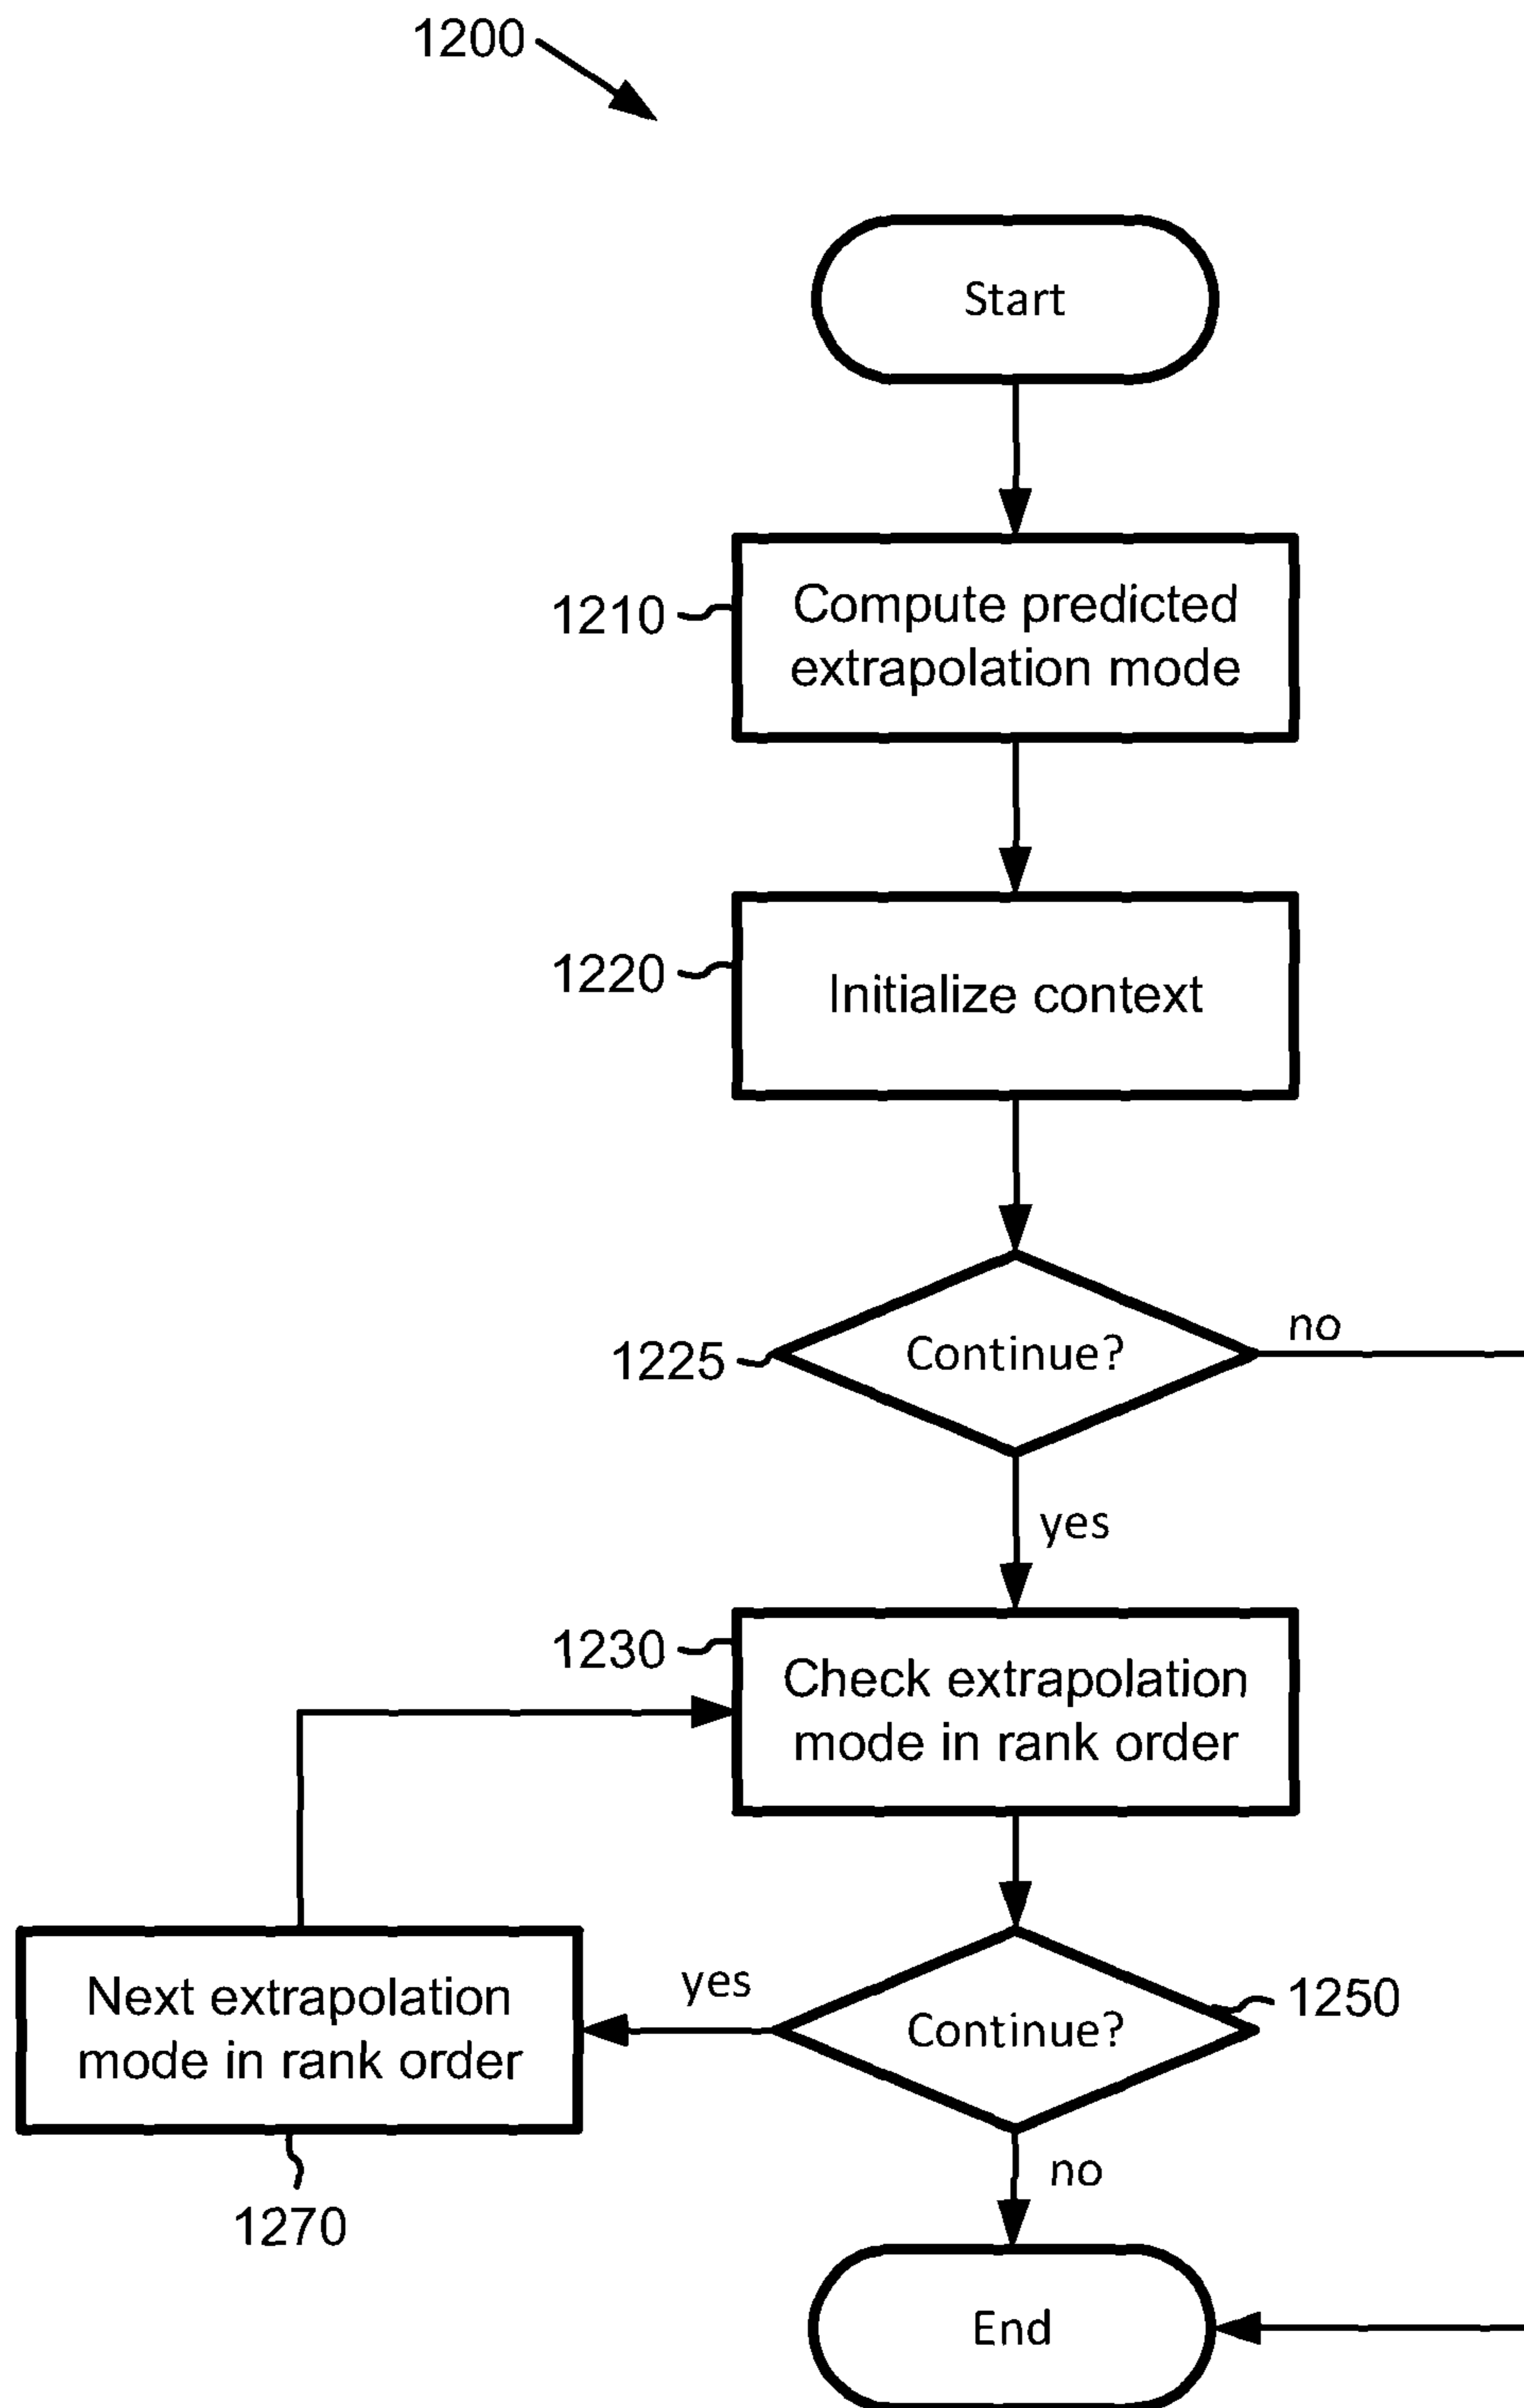 1200
Start
1210
Compute predicted
extrapolation mode
1220
Initialize context
1225
Continue?
no
yes
1230
Check extrapolation
mode in rank order
Next extrapolation
mode in rank order
yes
Continue?
1250
1270
no
End